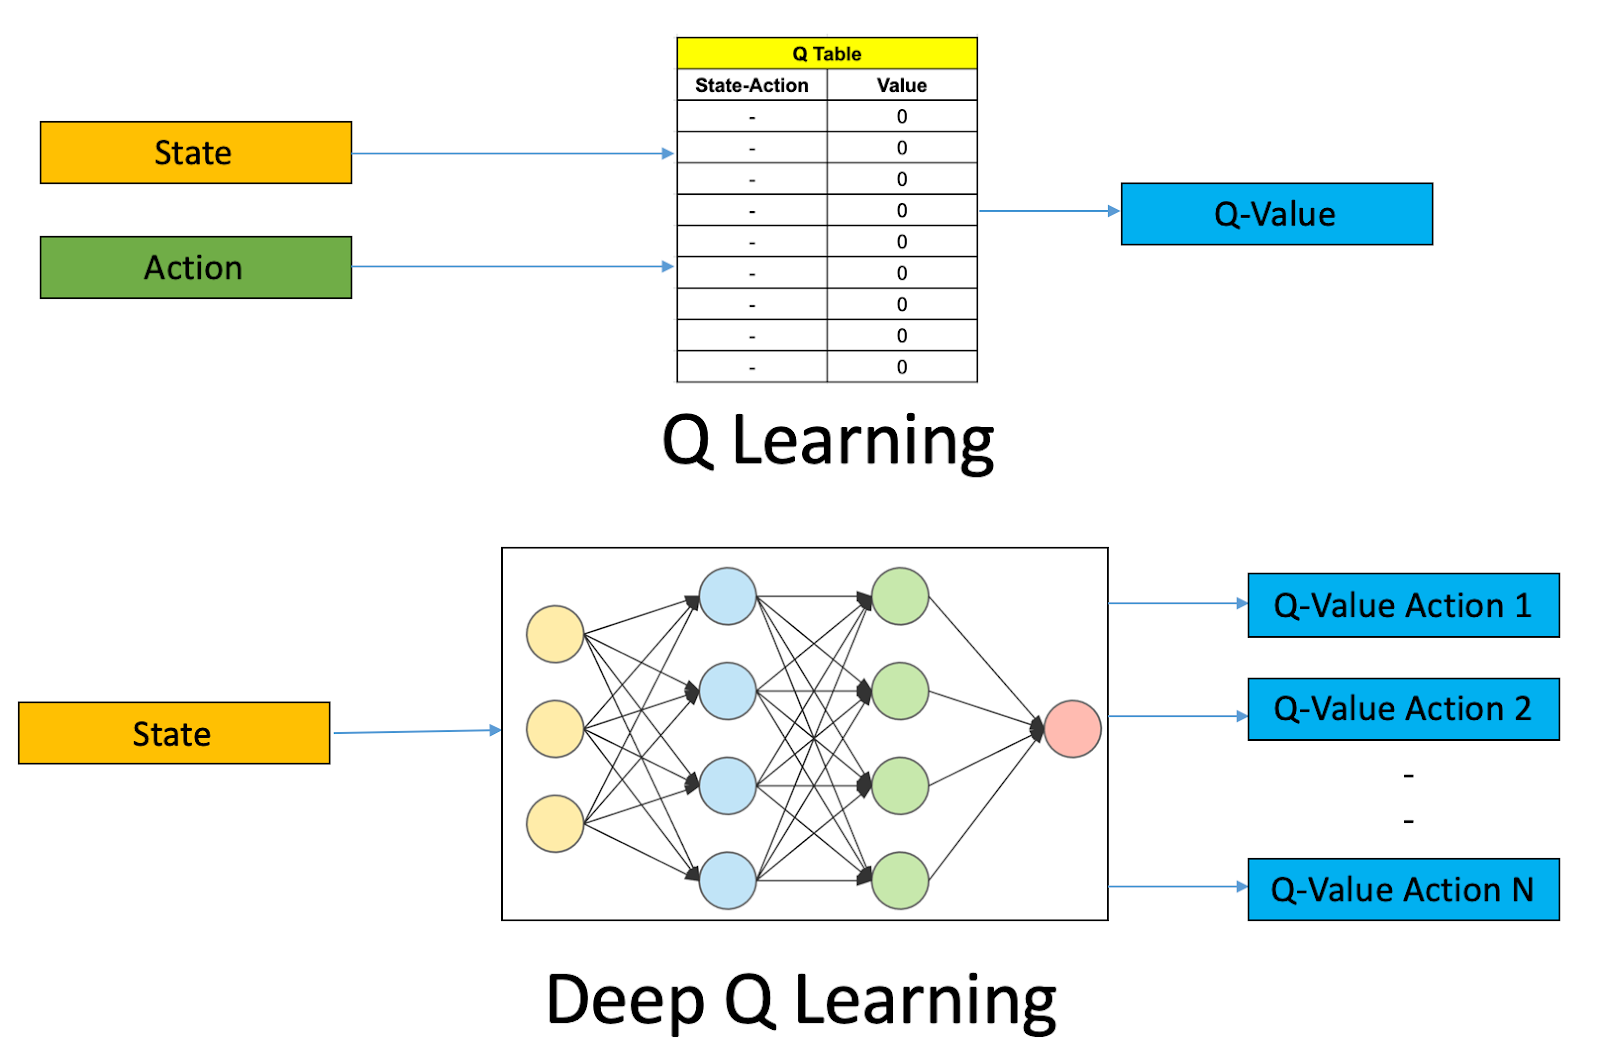 Q Table
State-Action Value
- 0
- 0
- 0
- 0
- 0
- 0
- 0
- 0
- 0
State
Action
Q-Value
Q Learning
State
Q-Value Action 1
Q-Value Action 2
-
-
Q-Value Action N
Deep Q Learning